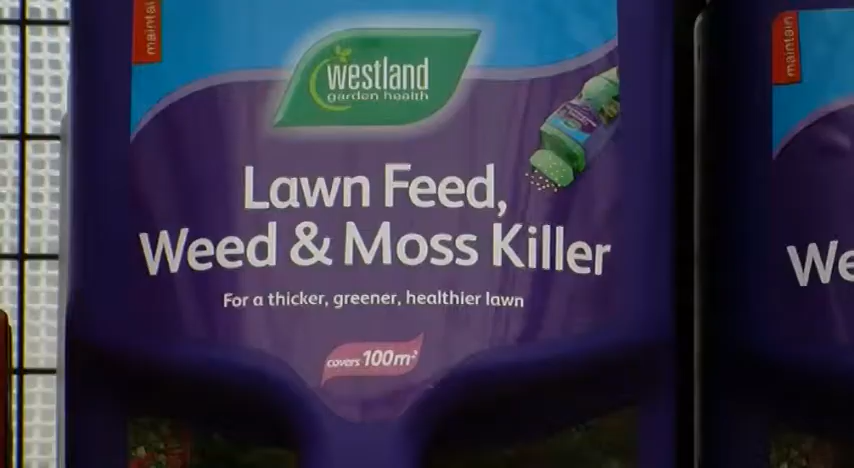 maintain
westland
garden health
Lawn Feed,
Weed & Moss Killer
For a thicker, greener, healthier lawn
covers 100m²
maintain
We